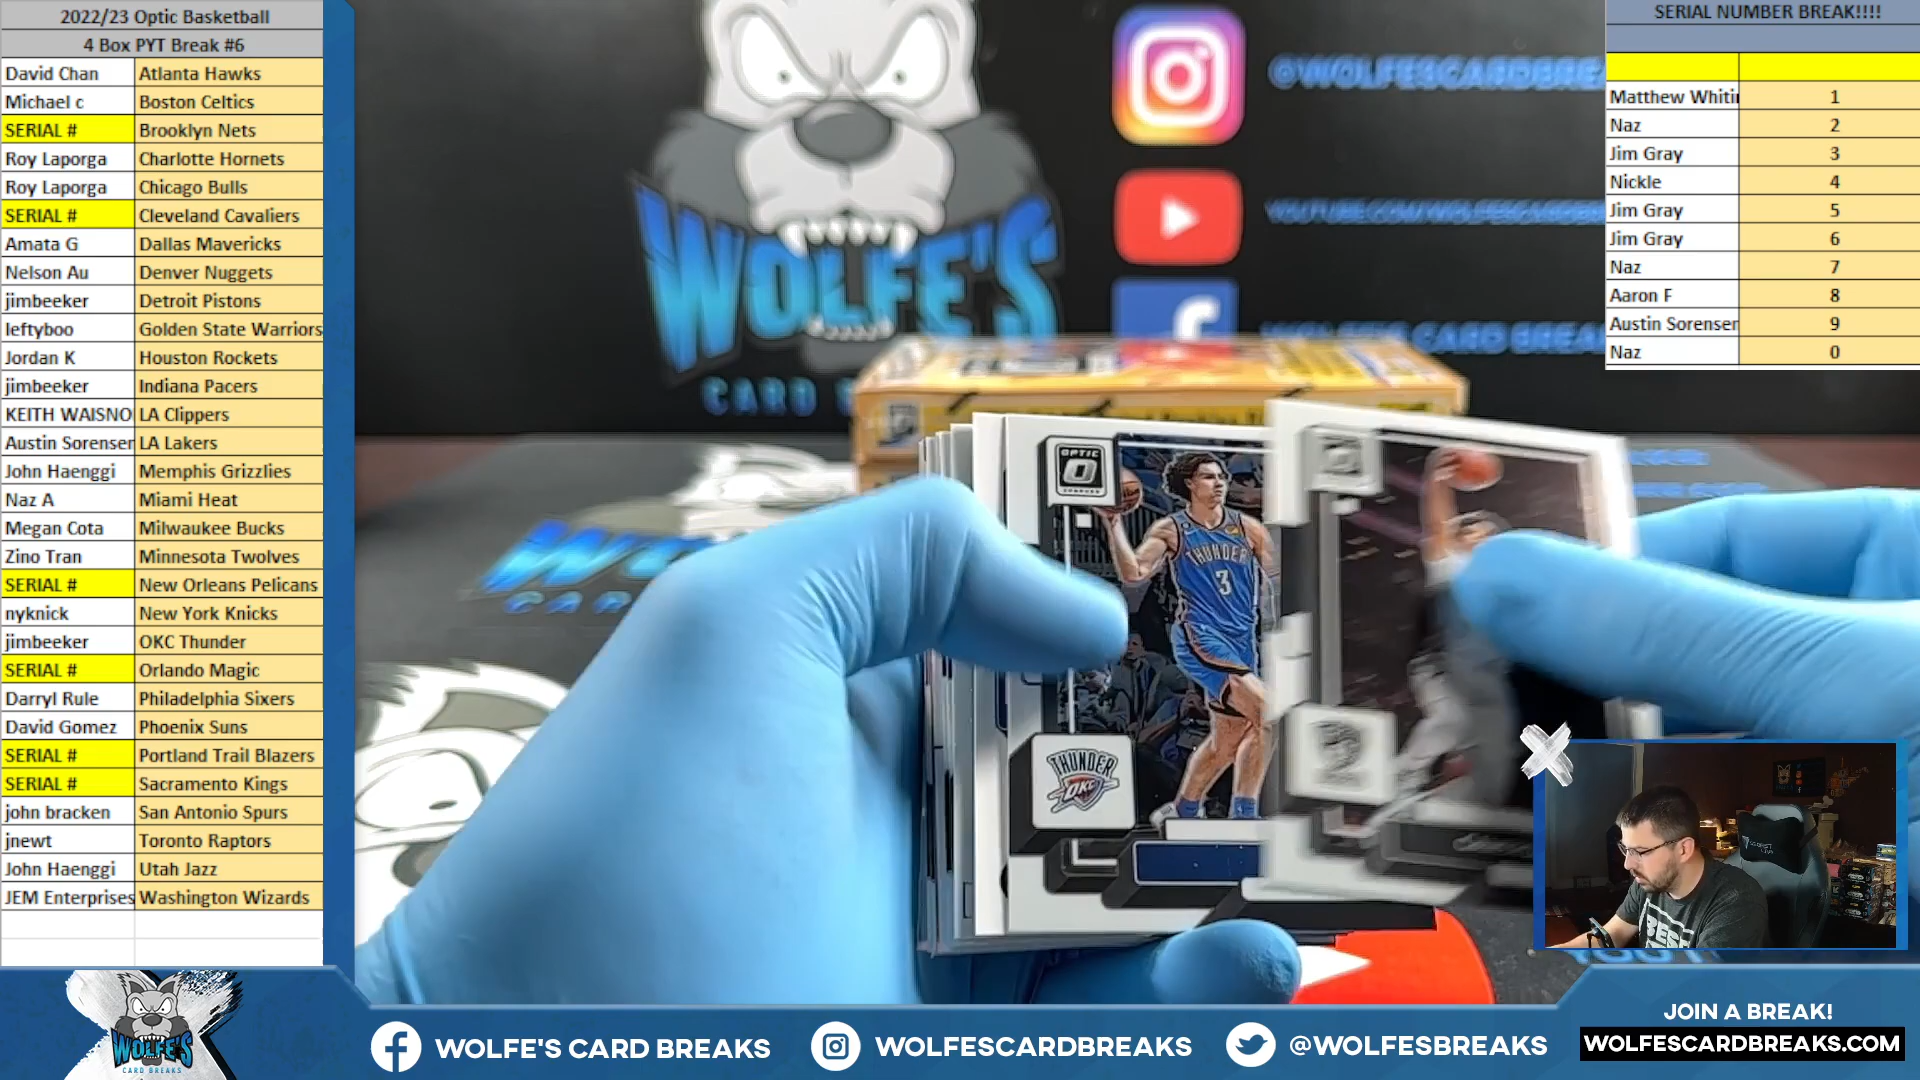 2022/23 Optic Basketball
4 Box PYT Break #6
David Chan Atlanta Hawks
Michael c Boston Celtics
SERIAL # Brooklyn Nets
Roy Laporga Charlotte Hornets
Roy Laporga Chicago Bulls
SERIAL # Cleveland Cavaliers
Amata G Dallas Mavericks
Nelson Au Denver Nuggets
jimbeeker Detroit Pistons
leftyboo Golden State Warriors
Jordan K Houston Rockets
jimbeeker Indiana Pacers
KEITH WAISNO LA Clippers
Austin Sorensen LA Lakers
John Haenggi Memphis Grizzlies
Naz A Miami Heat
Megan Cota Milwaukee Bucks
Zino Tran Minnesota Twolves
SERIAL # New Orleans Pelicans
nyknick New York Knicks
jimbeeker OKC Thunder
SERIAL # Orlando Magic
Darryl Rule Philadelphia Sixers
David Gomez Phoenix Suns
SERIAL # Portland Trail Blazers
SERIAL # Sacramento Kings
john bracken San Antonio Spurs
jnewt Toronto Raptors
John Haenggi Utah Jazz
JEM Enterprises Washington Wizards
SERIAL NUMBER BREAK!!!!
Matthew Whitin 1
Naz 2
Jim Gray 3
Nickle 4
Jim Gray 5
Jim Gray 6
Naz 7
Aaron F 8
Austin Sorensen 9
Naz 0
@WOLFESCARDBREA
WOLFE'S
CARD
OPTIC
THUNDER
3
THUNDER
OKC
WOLFE'S
CARD BREAKS
WOLFE'S CARD BREAKS
WOLFESCARDBREAKS
@WOLFESBREAKS
JOIN A BREAK!
WOLFESCARDBREAKS.COM